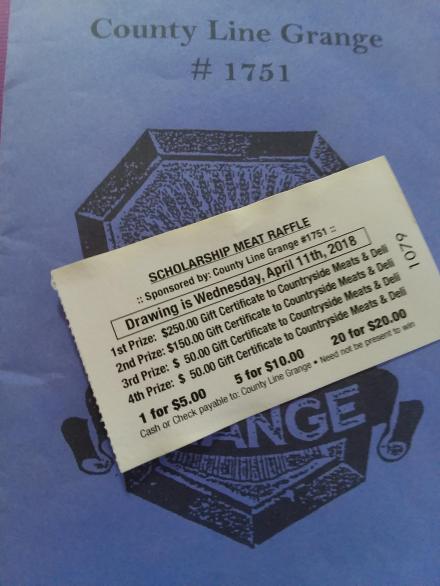 County Line Grange
# 1751
SCHOLARSHIP MEAT RAFFLE
:: Sponsored by: County Line Grange #1751 ::
Drawing is Wednesday, April 11th, 2018
1st Prize: $250.00 Gift Certificate to Countryside Meats & Deli
2nd Prize: $150.00 Gift Certificate to Countryside Meats & Deli
3rd Prize: $ 50.00 Gift Certificate to Countryside Meats & Deli
4th Prize: $ 50.00 Gift Certificate to Countryside Meats & Deli
1 for $5.00 5 for $10.00 20 for $20.00
Cash or Check payable to: County Line Grange • Need not be present to win
1079
GRANGE